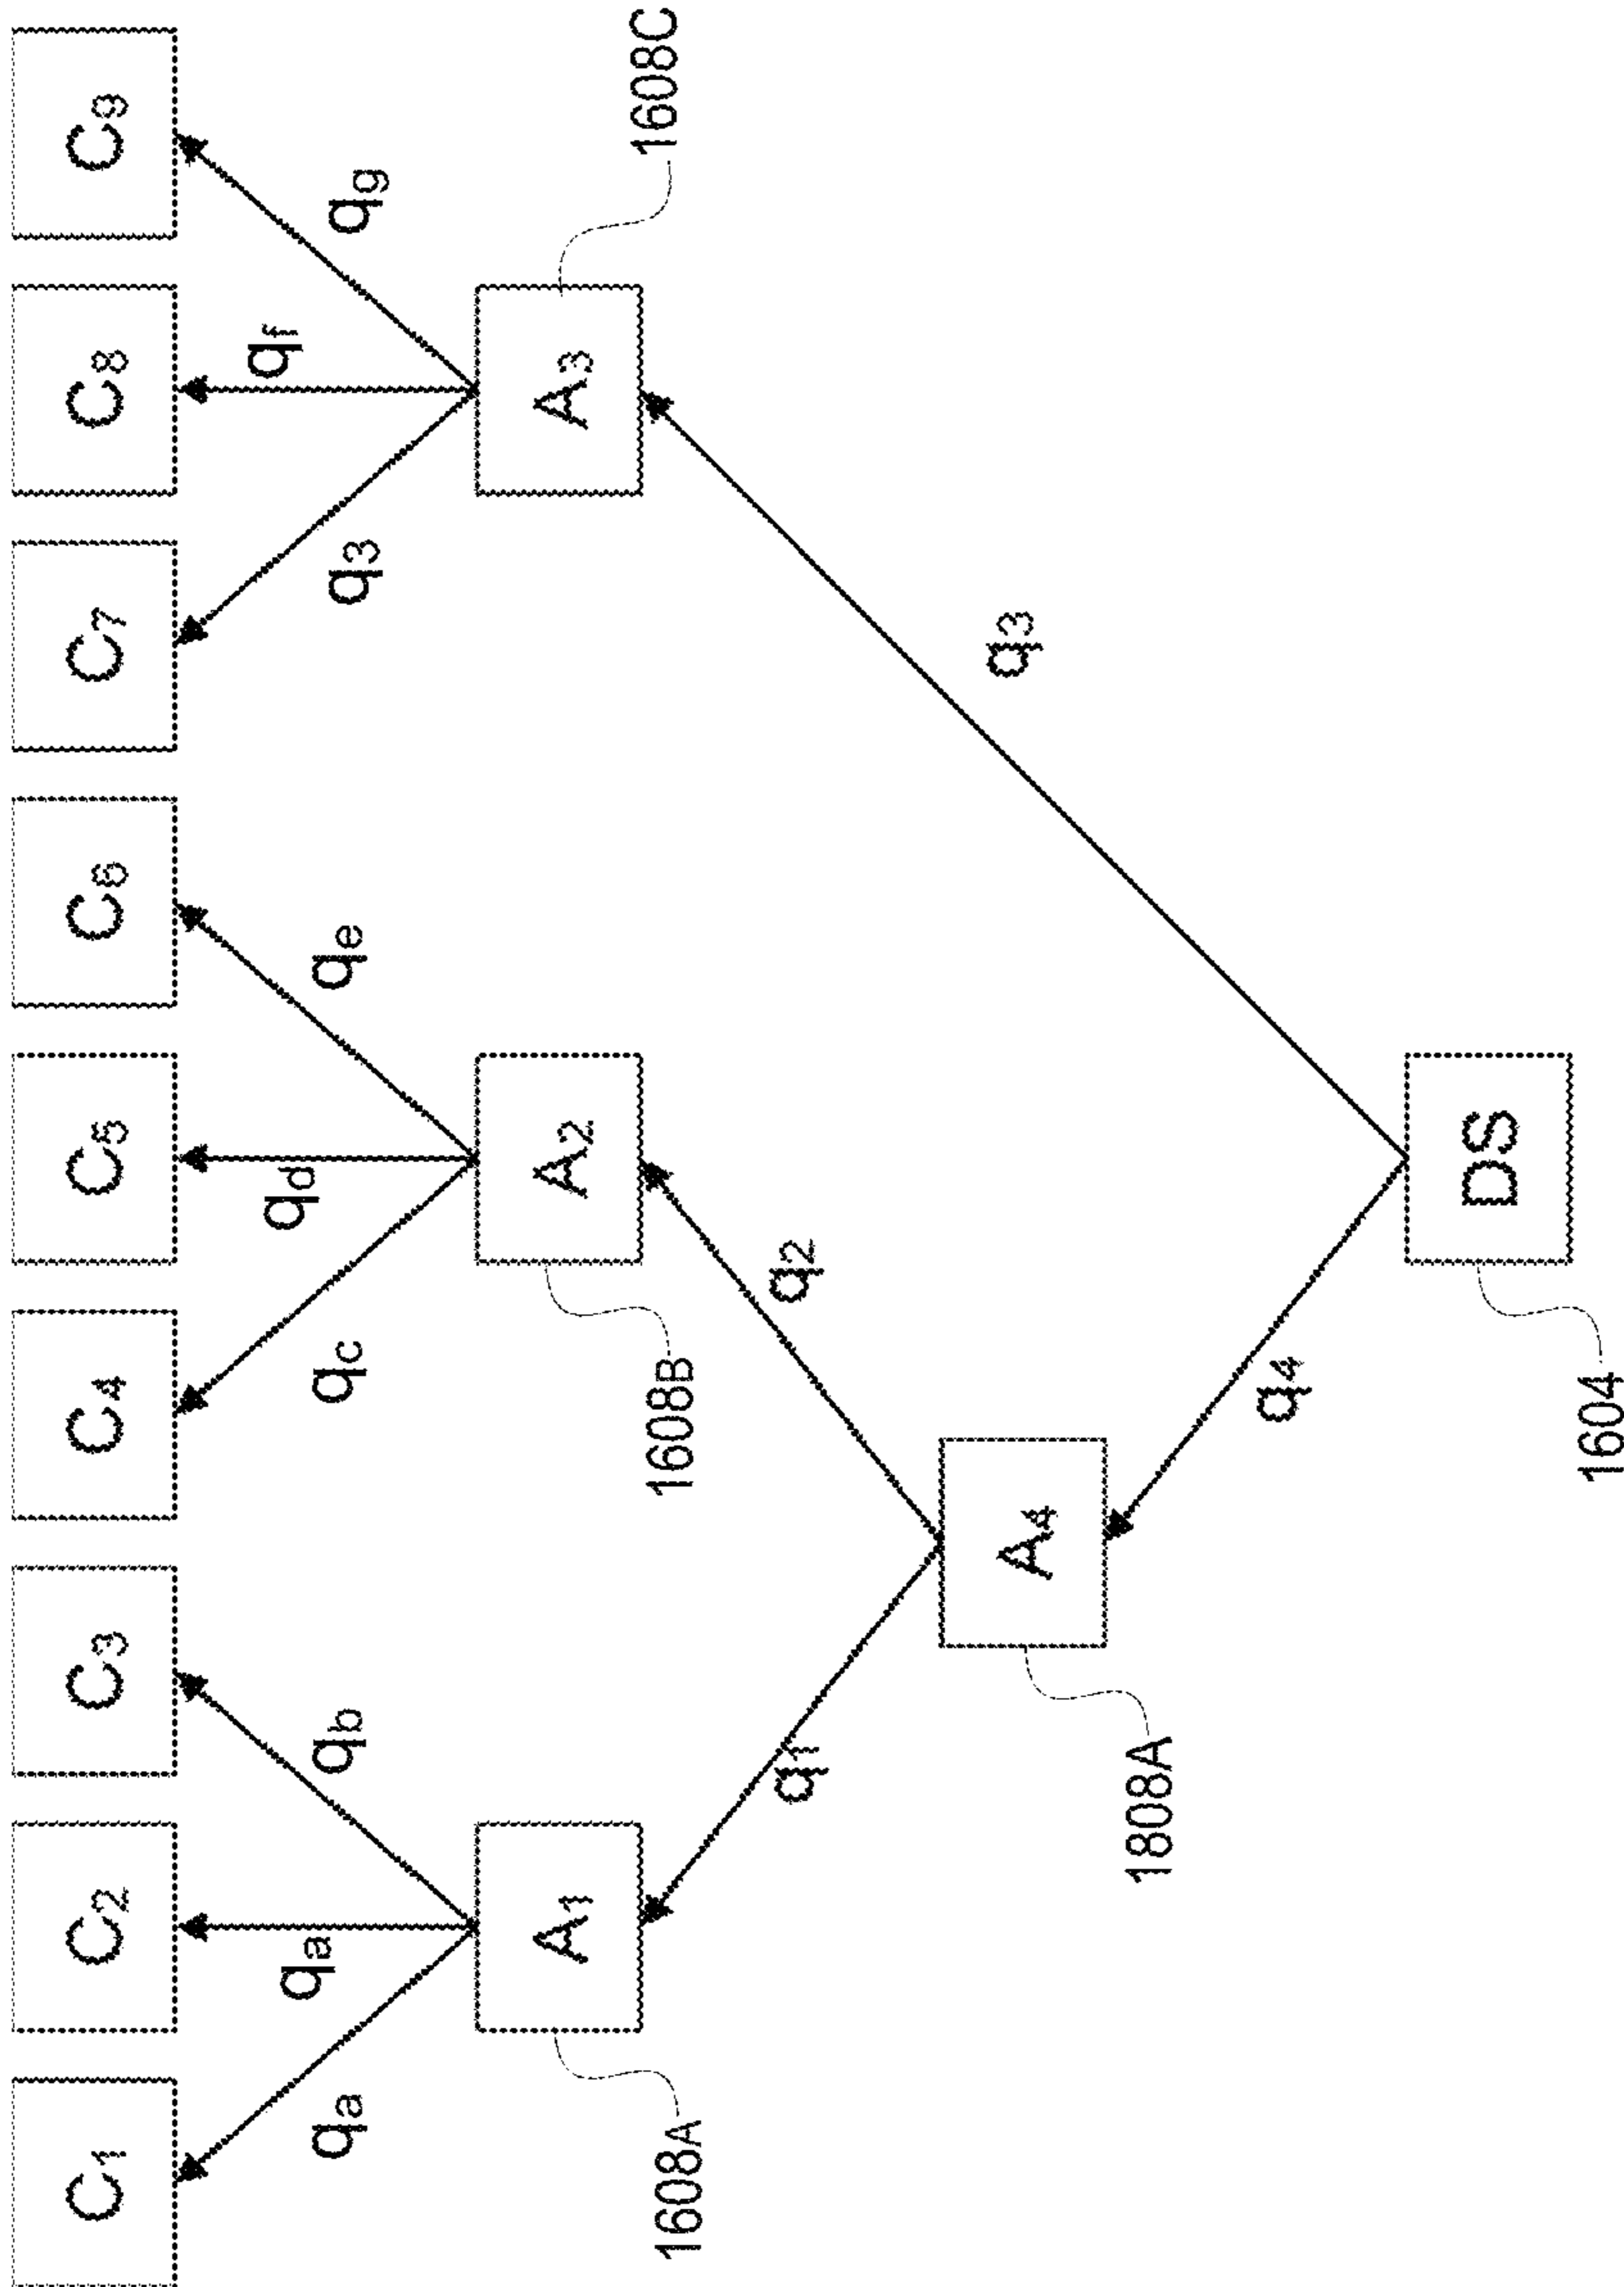 C1
C2
C3
C4
C5
C6
C7
C8
C9
qa
qa
qb
qc
qd
qe
q3
qf
qg
A1
A2
A3
1608A
1608B
1608C
q1
q2
q3
A4
1808A
q4
DS
1604